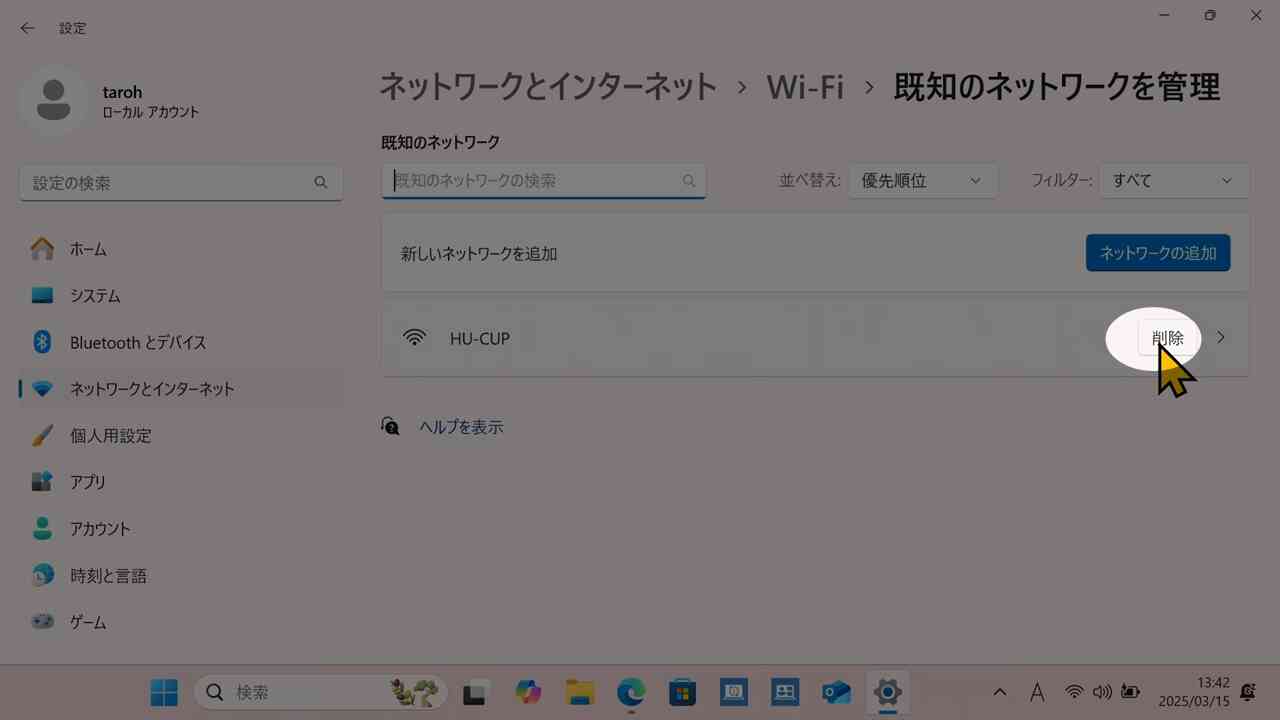 設定
taroh
ローカル アカウント
設定の検索
ホーム
システム
Bluetooth とデバイス
ネットワークとインターネット
個人用設定
アプリ
アカウント
時刻と言語
ゲーム
ネットワークとインターネット › Wi-Fi › 既知のネットワークを管理
既知のネットワーク
既知のネットワークの検索
並べ替え: 優先順位
フィルター: すべて
新しいネットワークを追加 ネットワークの追加
HU-CUP 削除
ヘルプを表示
検索
A
13:42
2025/03/15